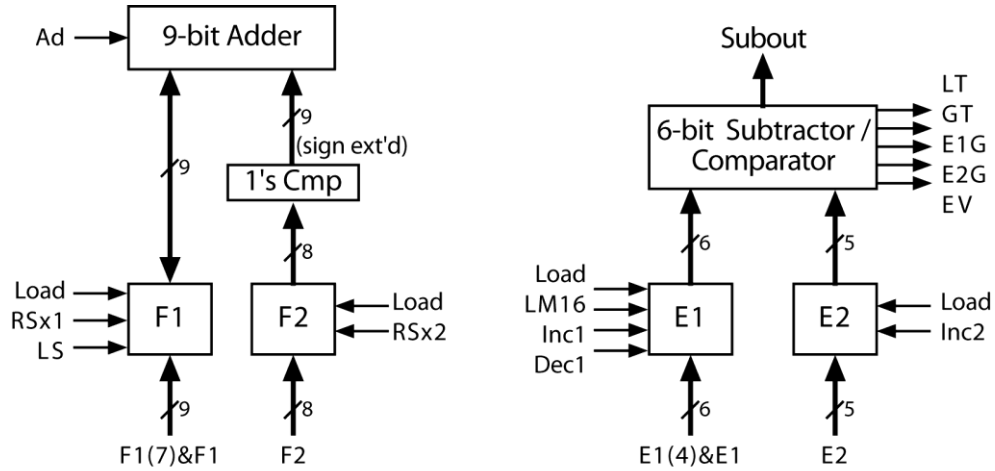 Ad
9-bit Adder
9
9
(sign ext'd)
1's Cmp
8
Load
RSx1
LS
F1
F2
Load
RSx2
9
8
F1(7)&F1
F2
Subout
6-bit Subtractor /
Comparator
LT
GT
E1G
E2G
EV
6
5
Load
LM16
Inc1
Dec1
E1
E2
Load
Inc2
6
5
E1(4)&E1
E2